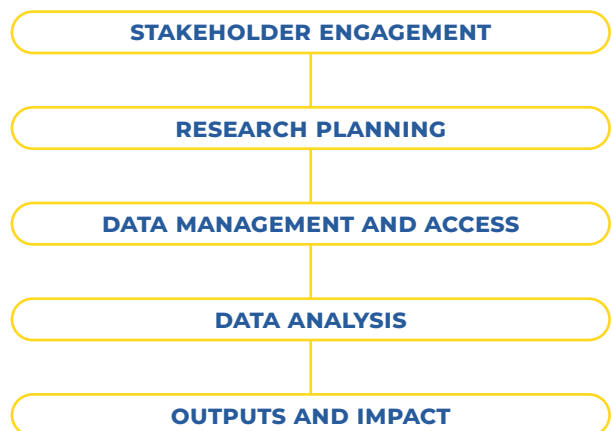 STAKEHOLDER ENGAGEMENT
RESEARCH PLANNING
DATA MANAGEMENT AND ACCESS
DATA ANALYSIS
OUTPUTS AND IMPACT